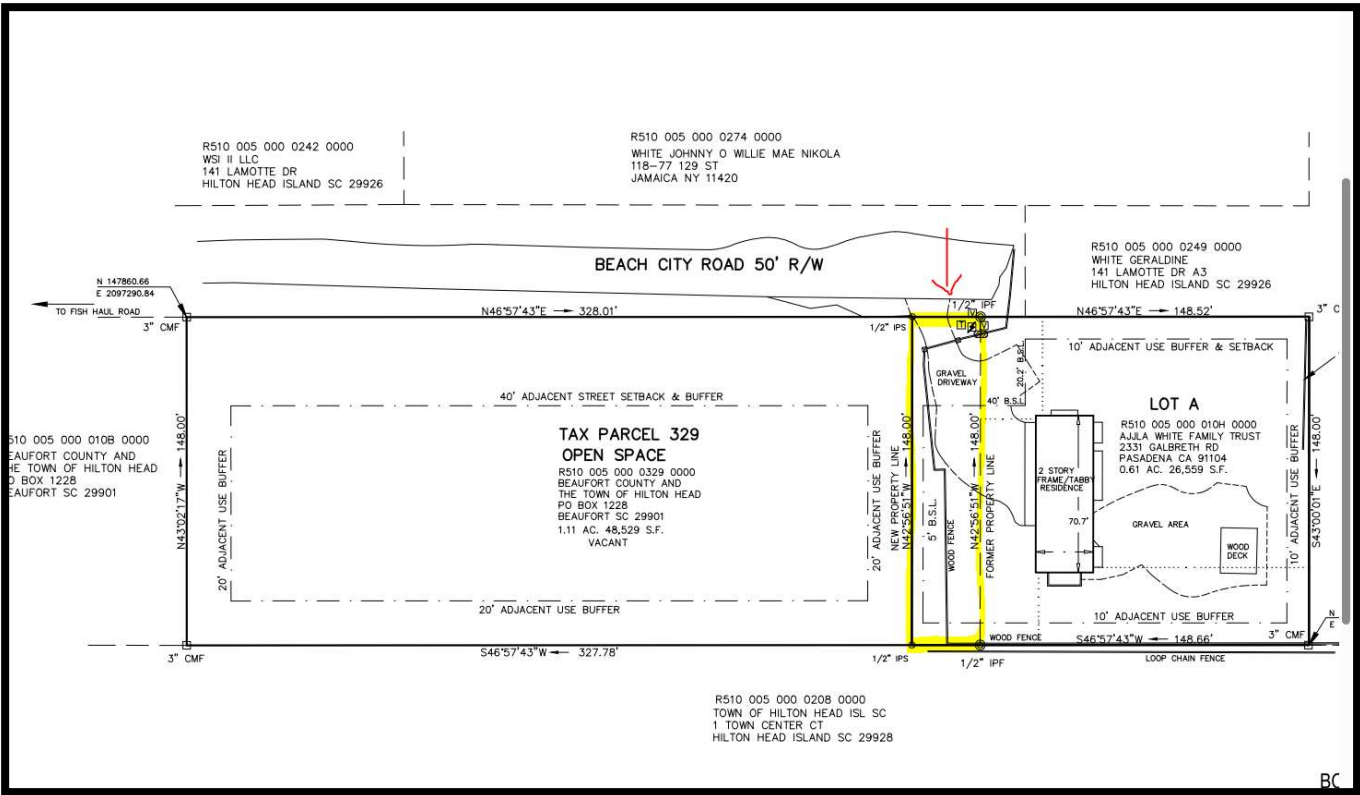 R510 005 000 0242 0000
WSI II LLC
141 LAMOTTE DR
HILTON HEAD ISLAND SC 29926
R510 005 000 0274 0000
WHITE JOHNNY O WILLIE MAE NIKOLA
118-77 129 ST
JAMAICA NY 11420
BEACH CITY ROAD 50' R/W
R510 005 000 0249 0000
WHITE GERALDINE
141 LAMOTTE DR A3
HILTON HEAD ISLAND SC 29926
N 147860.66
E 2097290.84
TO FISH HAUL ROAD
3" CMF
N46°57'43"E 328.01'
1/2" IPS
1/2" IPF
V
T
V
N46°57'43"E 148.52'
3" C
10' ADJACENT USE BUFFER & SETBACK
GRAVEL
DRIVEWAY
20.2' B.S.L.
40' B.S.L.
40' ADJACENT STREET SETBACK & BUFFER
TAX PARCEL 329
OPEN SPACE
R510 005 000 0329 0000
BEAUFORT COUNTY AND
THE TOWN OF HILTON HEAD
PO BOX 1228
BEAUFORT SC 29901
1.11 AC. 48,529 S.F.
VACANT
510 005 000 010B 0000
EAUFORT COUNTY AND
HE TOWN OF HILTON HEAD
O BOX 1228
EAUFORT SC 29901
N43°02'17"W 148.00'
20' ADJACENT USE BUFFER
20' ADJACENT USE BUFFER
NEW PROPERTY LINE
N42°56'51"W 148.00'
5' B.S.L.
WOOD FENCE
N42°56'51"W 148.00'
FORMER PROPERTY LINE
LOT A
R510 005 000 010H 0000
AJJLA WHITE FAMILY TRUST
2331 GALBRETH RD
PASADENA CA 91104
0.61 AC. 26,559 S.F.
2 STORY
FRAME/TABBY
RESIDENCE
70.7'
GRAVEL AREA
WOOD
DECK
10' ADJACENT USE BUFFER
S43°00'01"E 148.00'
20' ADJACENT USE BUFFER
10' ADJACENT USE BUFFER
N
E
3" CMF
S46°57'43"W 327.78'
1/2" IPS
WOOD FENCE
1/2" IPF
S46°57'43"W 148.66'
3" CMF
LOOP CHAIN FENCE
R510 005 000 0208 0000
TOWN OF HILTON HEAD ISL SC
1 TOWN CENTER CT
HILTON HEAD ISLAND SC 29928
BC